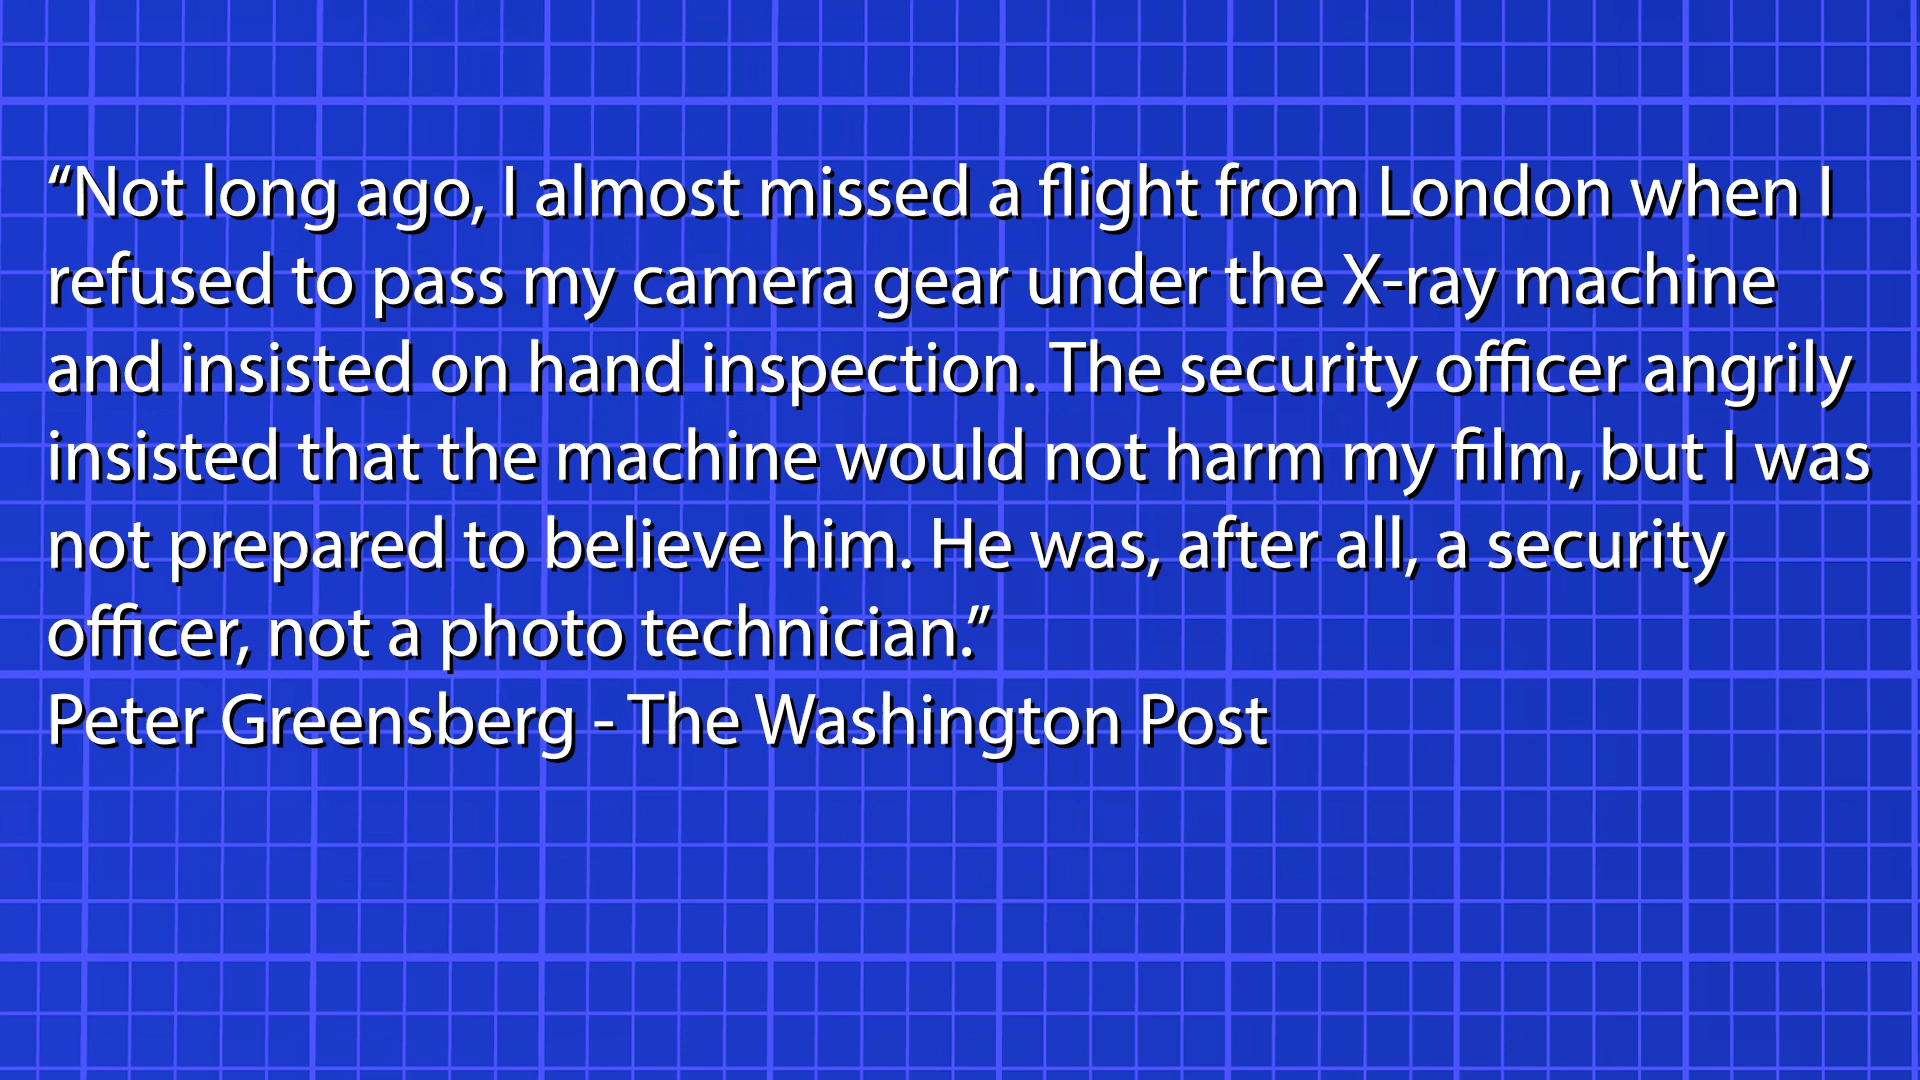 “Not long ago, I almost missed a flight from London when I
refused to pass my camera gear under the X-ray machine
and insisted on hand inspection. The security officer angrily
insisted that the machine would not harm my film, but I was
not prepared to believe him. He was, after all, a security
officer, not a photo technician.”
Peter Greensberg - The Washington Post